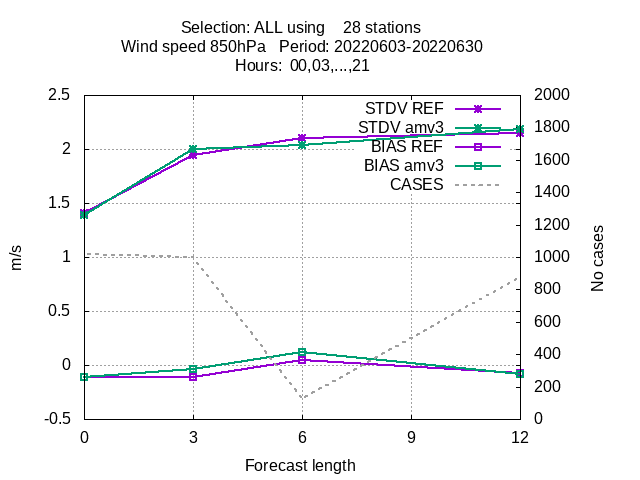 Selection: ALL using    28 stations
Wind speed 850hPa   Period: 20220603-20220630
Hours: 00,03,...,21
2.5
2
1.5
1
0.5
0
-0.5
m/s
STDV REF
STDV amv3
BIAS REF
BIAS amv3
CASES
2000
1800
1600
1400
1200
1000
800
600
400
200
0
No cases
0 3 6 9 12
Forecast length